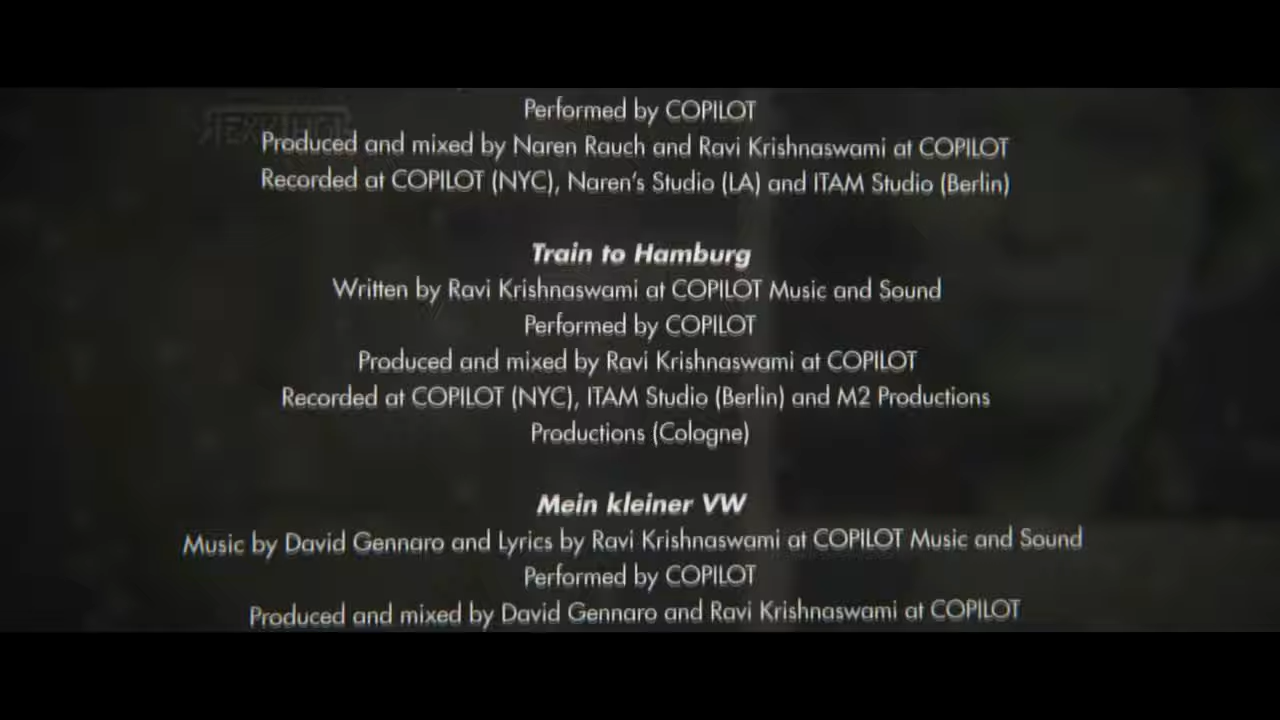 Performed by COPILOT
Produced and mixed by Naren Rauch and Ravi Krishnaswami at COPILOT
Recorded at COPILOT (NYC), Naren's Studio (LA) and ITAM Studio (Berlin)
Train to Hamburg
Written by Ravi Krishnaswami at COPILOT Music and Sound
Performed by COPILOT
Produced and mixed by Ravi Krishnaswami at COPILOT
Recorded at COPILOT (NYC), ITAM Studio (Berlin) and M2 Productions
Productions (Cologne)
Mein kleiner VW
Music by David Gennaro and Lyrics by Ravi Krishnaswami at COPILOT Music and Sound
Performed by COPILOT
Produced and mixed by David Gennaro and Ravi Krishnaswami at COPILOT